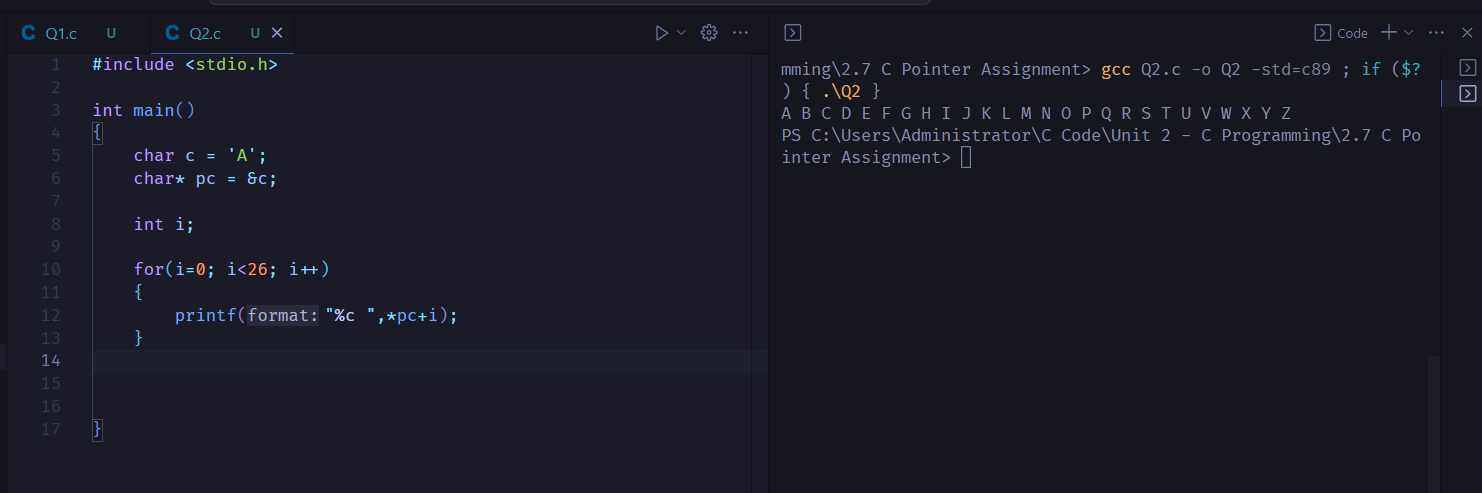 C Q1.c U
C Q2.c U
1 #include <stdio.h>
2
3 int main()
4 {
5 char c = 'A';
6 char* pc = &c;
7
8 int i;
9
10 for(i=0; i<26; i++)
11 {
12 printf(format: "%c ",*pc+i);
13 }
14
15
16
17 }
Code
mming\2.7 C Pointer Assignment> gcc Q2.c -o Q2 -std=c89 ; if ($?
) { .\Q2 }
A B C D E F G H I J K L M N O P Q R S T U V W X Y Z
PS C:\Users\Administrator\C Code\Unit 2 - C Programming\2.7 C Po
inter Assignment>